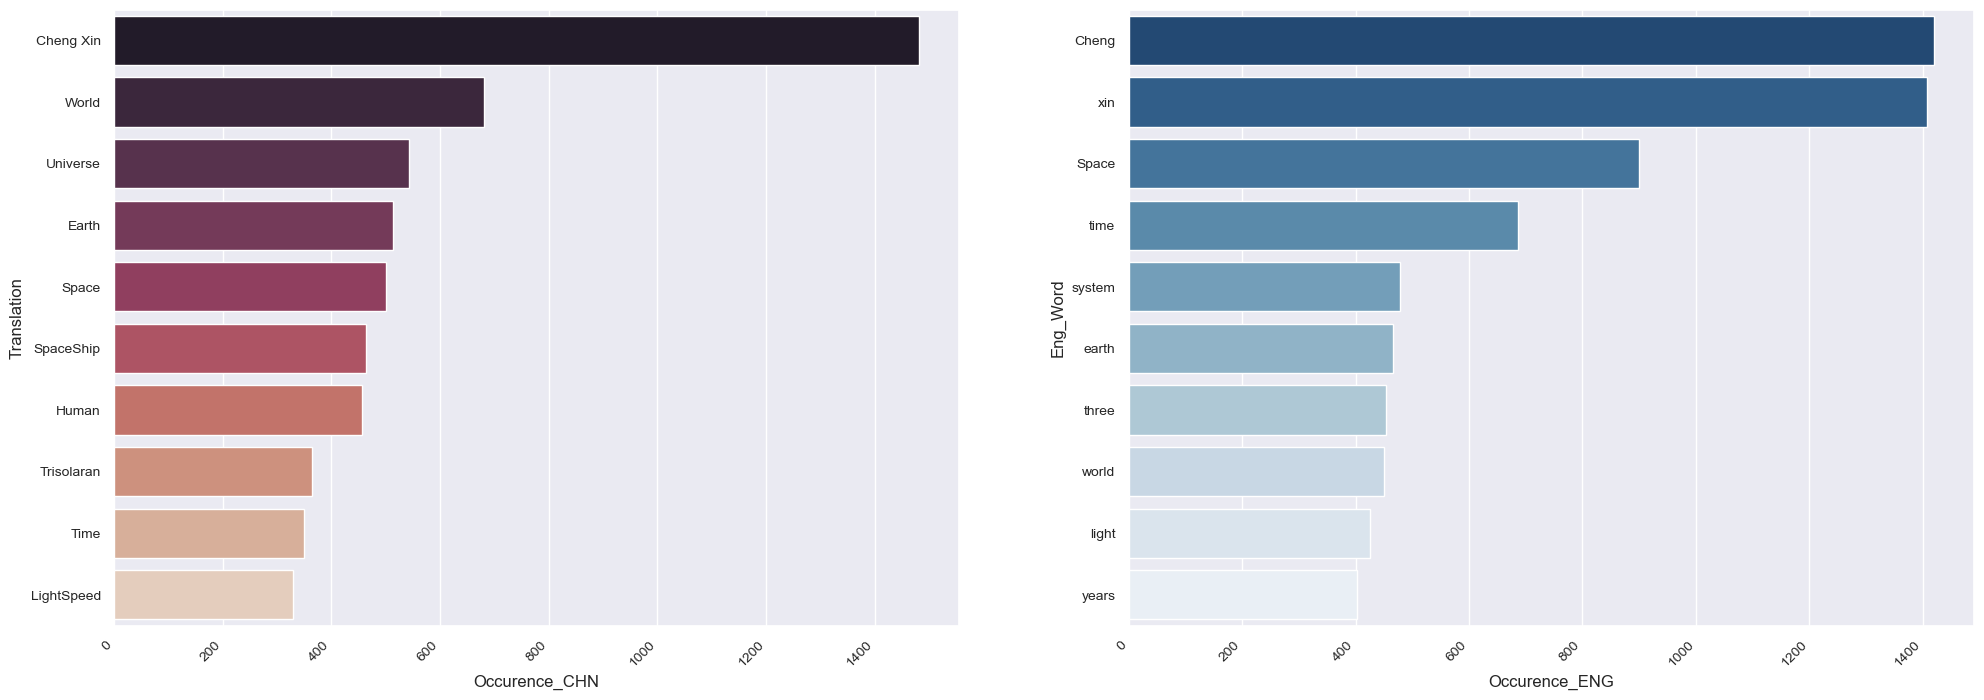 Translation
Cheng Xin
World
Universe
Earth
Space
SpaceShip
Human
Trisolaran
Time
LightSpeed
0 200 400 600 800 1000 1200 1400
Occurence_CHN
Eng_Word
Cheng
xin
Space
time
system
earth
three
world
light
years
0 200 400 600 800 1000 1200 1400
Occurence_ENG